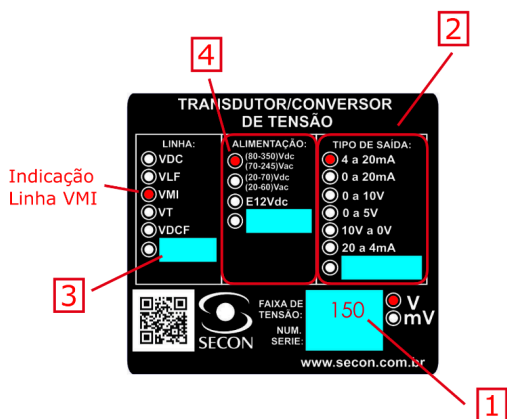 2
4
TRANSDUTOR/CONVERSOR
DE TENSÃO
LINHA:
VDC
VLF
VMI
VT
VDCF
ALIMENTAÇÃO:
(80-350)Vdc
(70-245)Vac
(20-70)Vdc
(20-60)Vac
E12Vdc
TIPO DE SAÍDA:
4 a 20mA
0 a 20mA
0 a 10V
0 a 5V
10V a 0V
20 a 4mA
Indicação
Linha VMI
3
SECON
FAIXA DE
TENSÃO:
NUM.
SERIE:
150
V
mV
www.secon.com.br
1